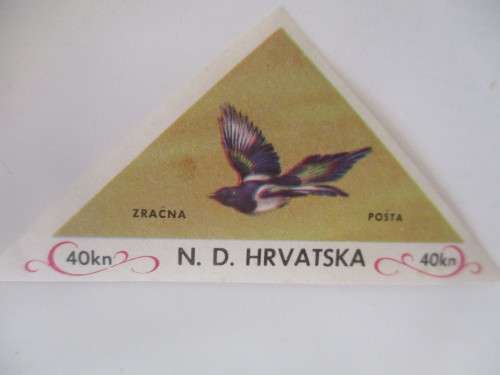 ZRAČNA POŠTA
40kn N. D. HRVATSKA 40kn